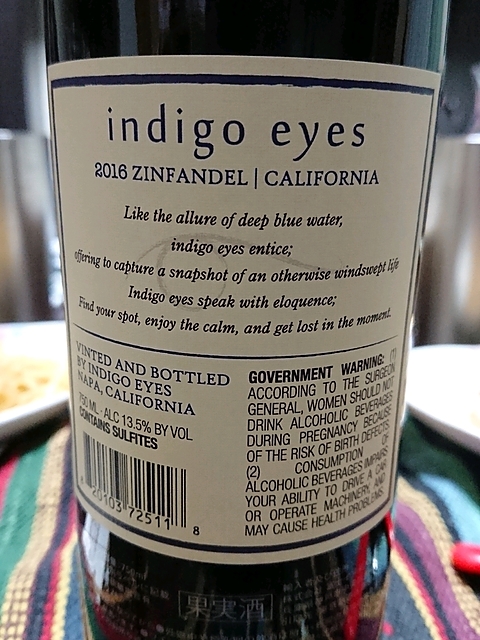 indigo eyes
2016 ZINFANDEL | CALIFORNIA
Like the allure of deep blue water,
indigo eyes entice;
offering to capture a snapshot of an otherwise windswept life
Indigo eyes speak with eloquence;
Find your spot, enjoy the calm, and get lost in the moment.
VINTED AND BOTTLED
BY INDIGO EYES
NAPA, CALIFORNIA
750 ML · ALC 13.5% BY VOL
CONTAINS SULFITES
20103 72511 8
GOVERNMENT WARNING: (1)
ACCORDING TO THE SURGEON
GENERAL, WOMEN SHOULD NOT
DRINK ALCOHOLIC BEVERAGES
DURING PREGNANCY BECAUSE
OF THE RISK OF BIRTH DEFECTS
(2) CONSUMPTION OF
ALCOHOLIC BEVERAGES IMPAIRS
YOUR ABILITY TO DRIVE A CAR
OR OPERATE MACHINERY, AND
MAY CAUSE HEALTH PROBLEMS
果実酒